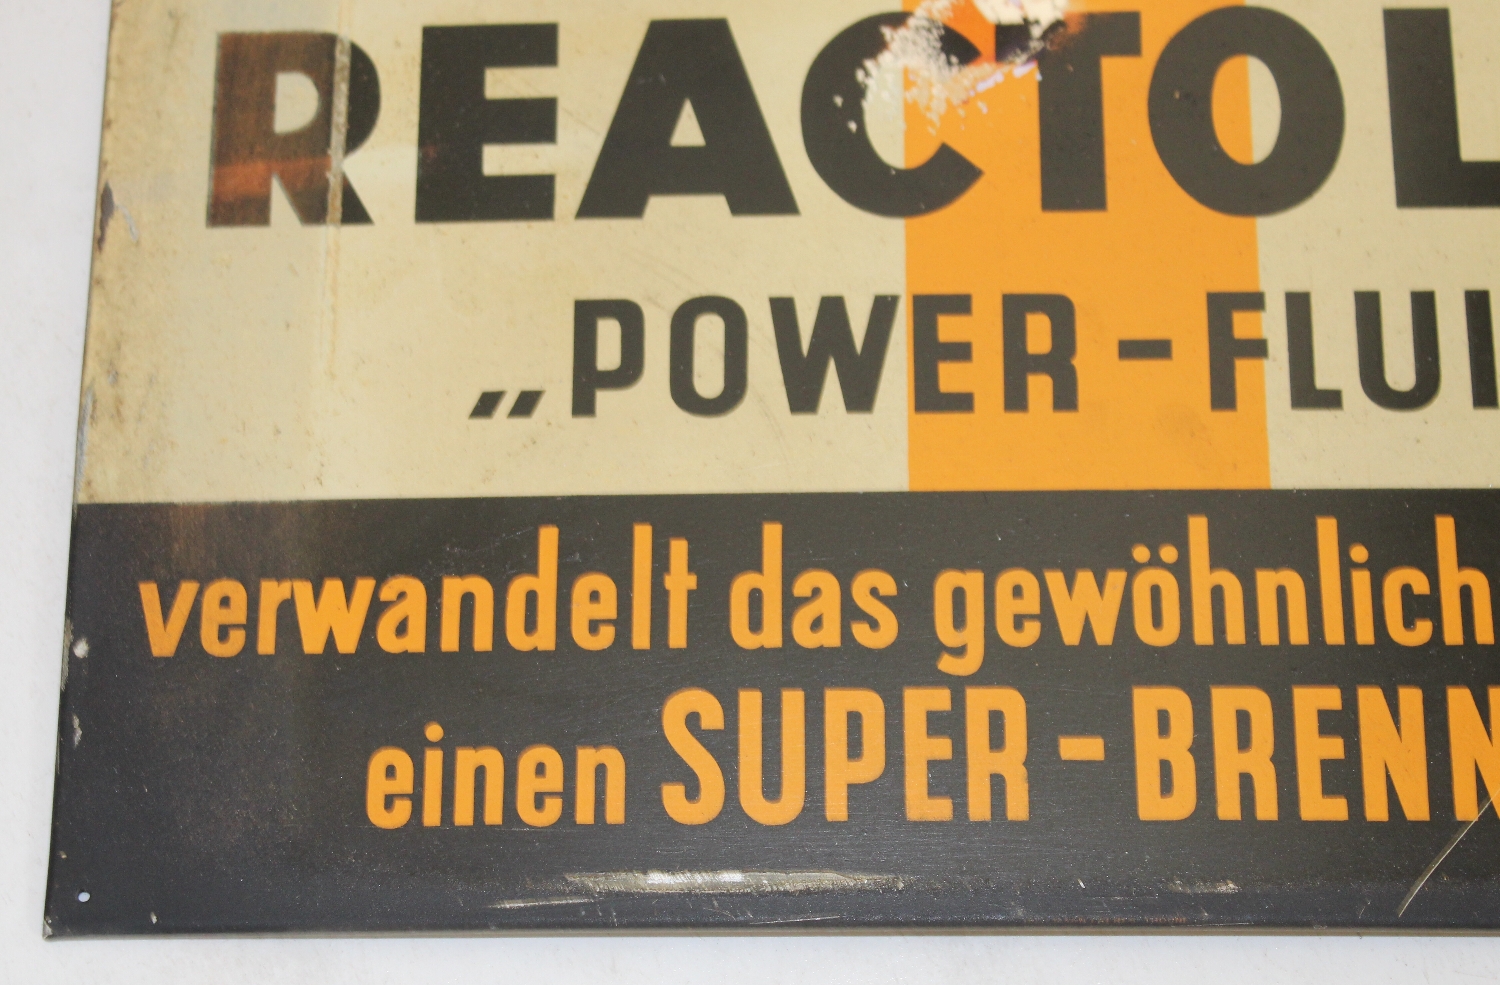 REACTOL
„POWER-FLUI
verwandelt das gewöhnlich
einen SUPER-BRENN